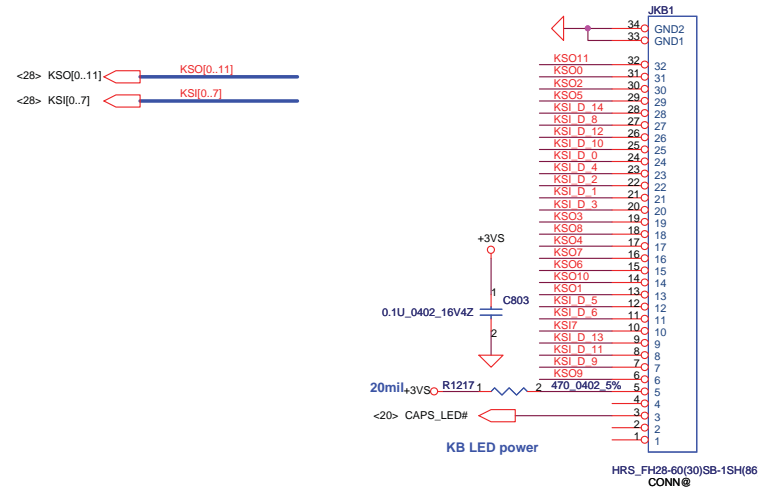 JKB1
34 GND2
33 GND1
<28> KSO[0..11] KSO[0..11]
<28> KSI[0..7] KSI[0..7]
KSO11 32 32
KSO0 31 31
KSO2 30 30
KSO5 29 29
KSI_D_14 28 28
KSI_D_8 27 27
KSI_D_12 26 26
KSI_D_10 25 25
KSI_D_0 24 24
KSI_D_4 23 23
KSI_D_2 22 22
KSI_D_1 21 21
KSI_D_3 20 20
KSO3 19 19
KSO8 18 18
KSO4 17 17
KSO7 16 16
KSO6 15 15
KSO10 14 14
KSO1 13 13
KSI_D_5 12 12
KSI_D_6 11 11
KSI7 10 10
KSI_D_13 9 9
KSI_D_11 8 8
KSI_D_9 7 7
KSO9 6 6
+3VS
1
C803
0.1U_0402_16V4Z
2
20mil +3VS R1217 1 2 470_0402_5% 5 5
4 4
<20> CAPS_LED# 3 3
2 2
1 1
KB LED power
HRS_FH28-60(30)SB-1SH(86
CONN@